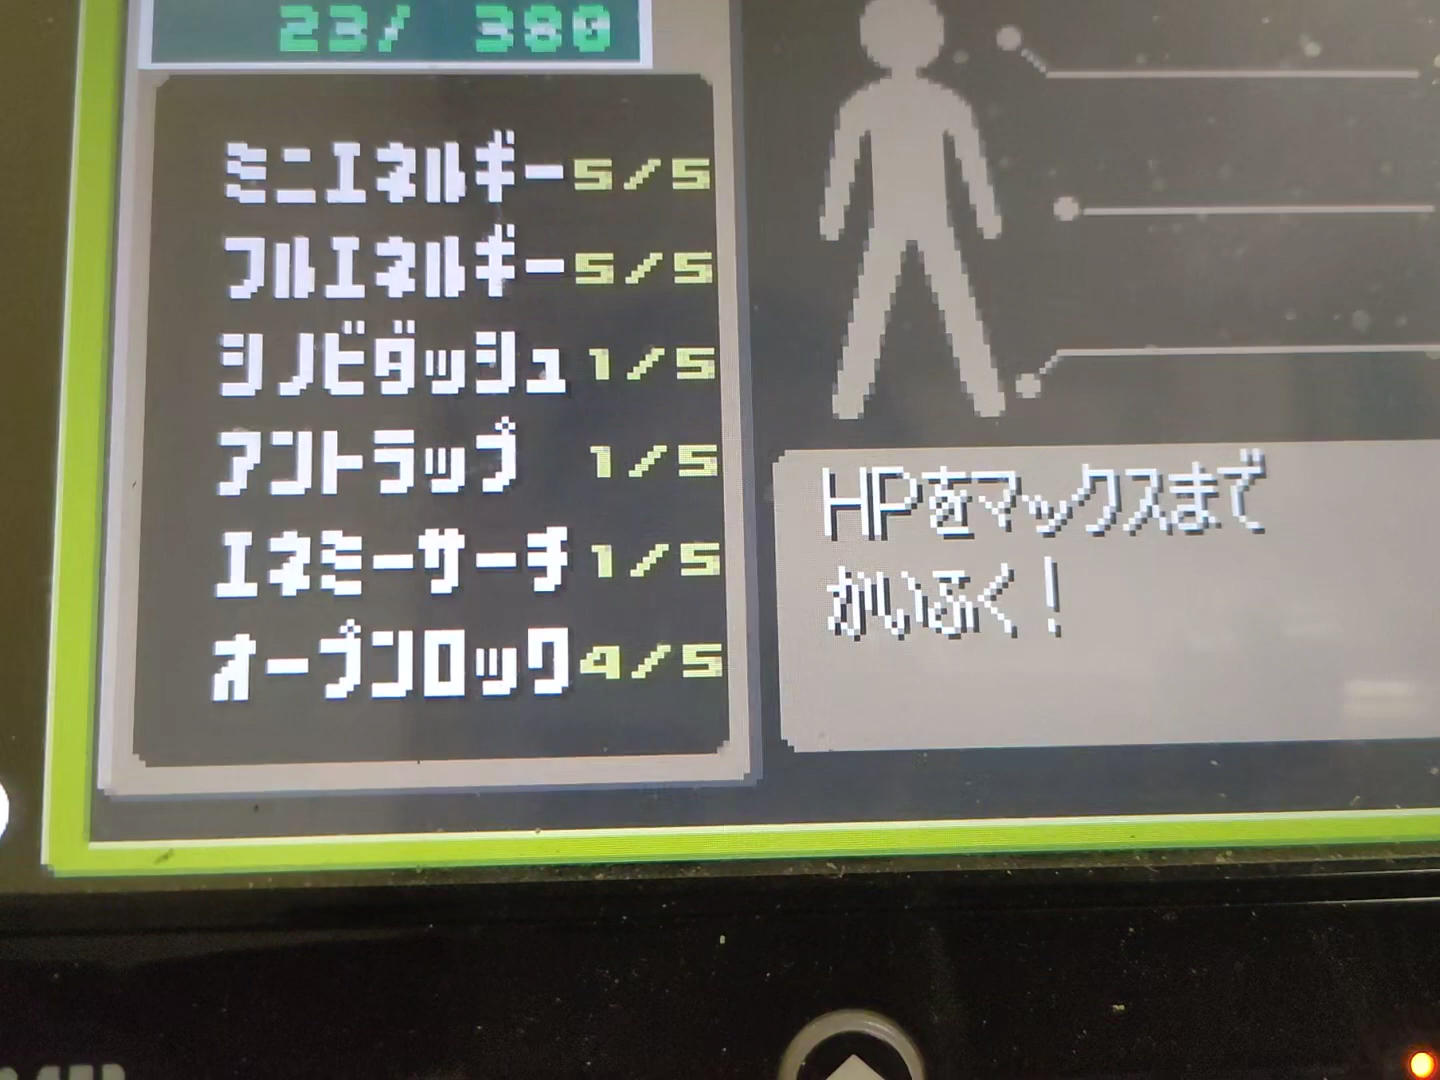 23/ 380
ミニエネルギー5/5
フルエネルギー5/5
シノビダッシュ 1/5
アントラップ 1/5
エネミーサーチ 1/5
オープンロック4/5
HPをマックスまで
かいふく！